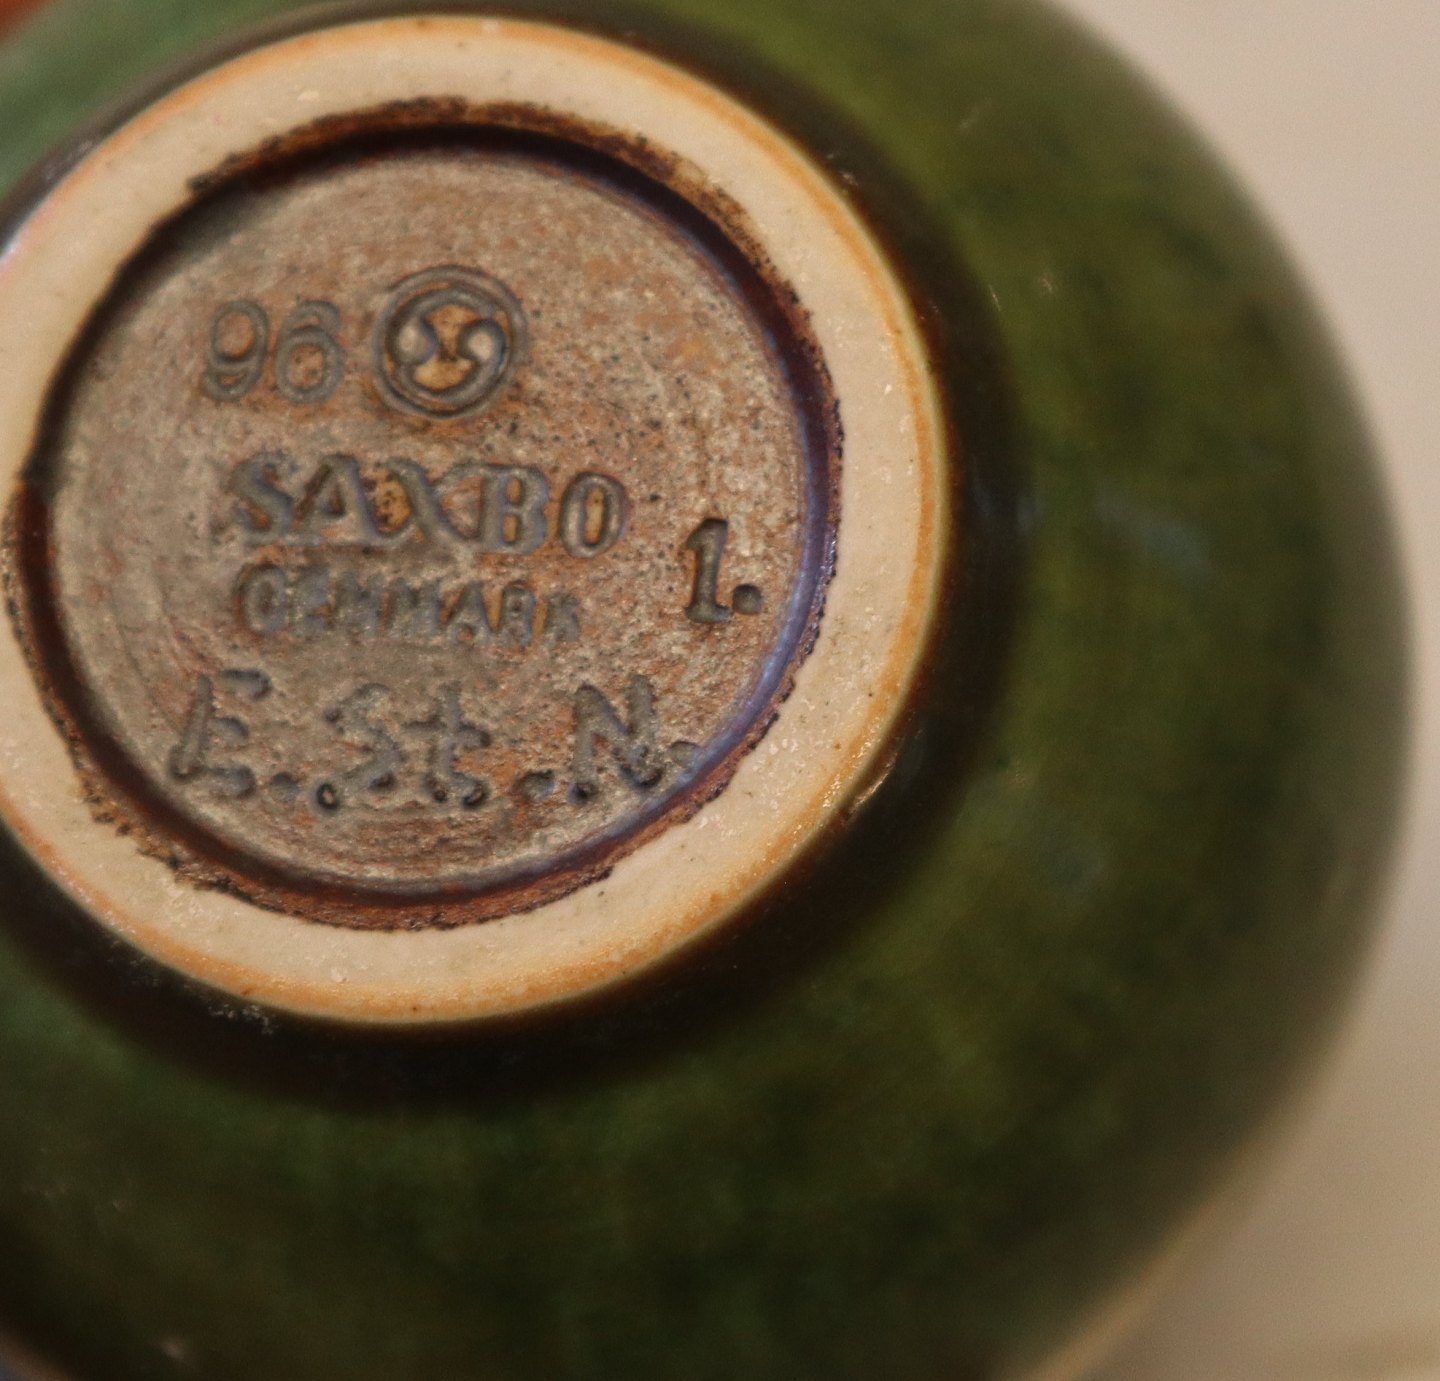 96
SAXBO
DENMARK
1.
E.St.N.